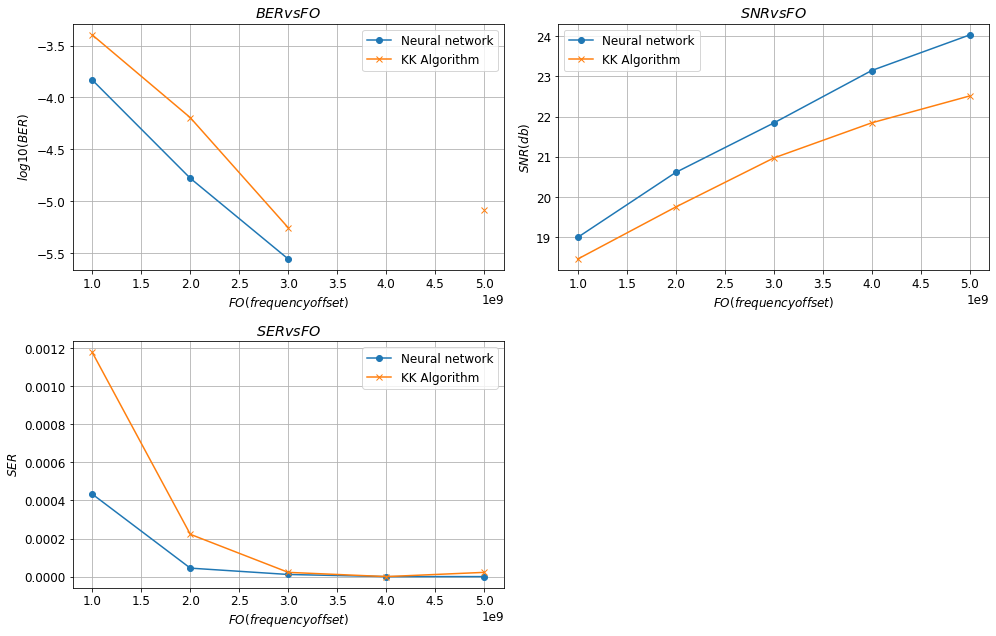 BERvsFO
log10(BER)
−3.5
−4.0
−4.5
−5.0
−5.5
Neural network
KK Algorithm
1.0 1.5 2.0 2.5 3.0 3.5 4.0 4.5 5.0
1e9
FO(frequencyoffset)
SNRvsFO
SNR(db)
24
23
22
21
20
19
Neural network
KK Algorithm
1.0 1.5 2.0 2.5 3.0 3.5 4.0 4.5 5.0
1e9
FO(frequencyoffset)
SERvsFO
SER
0.0012
0.0010
0.0008
0.0006
0.0004
0.0002
0.0000
Neural network
KK Algorithm
1.0 1.5 2.0 2.5 3.0 3.5 4.0 4.5 5.0
1e9
FO(frequencyoffset)